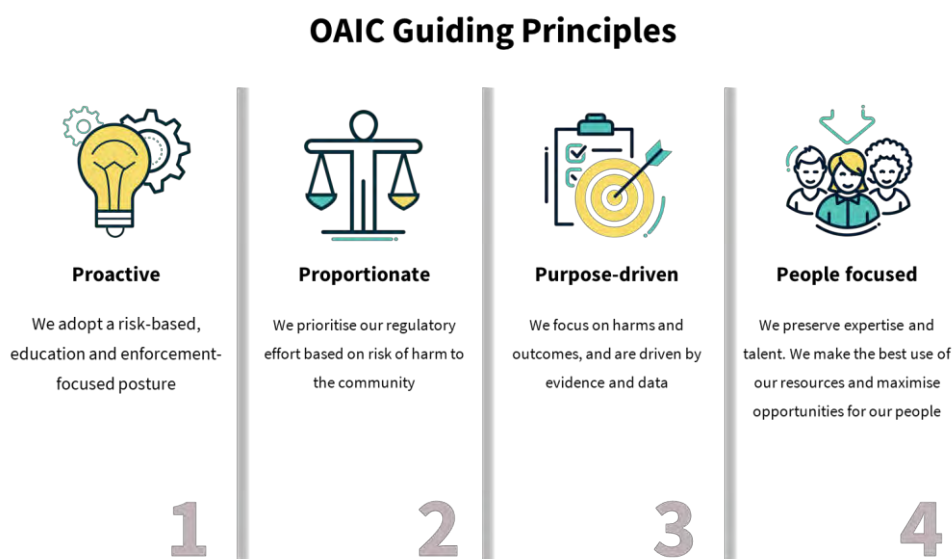 OAIC Guiding Principles
Proactive
We adopt a risk-based,
education and enforcement-
focused posture
1
Proportionate
We prioritise our regulatory
effort based on risk of harm to
the community
2
Purpose-driven
We focus on harms and
outcomes, and are driven by
evidence and data
3
People focused
We preserve expertise and
talent. We make the best use of
our resources and maximise
opportunities for our people
4